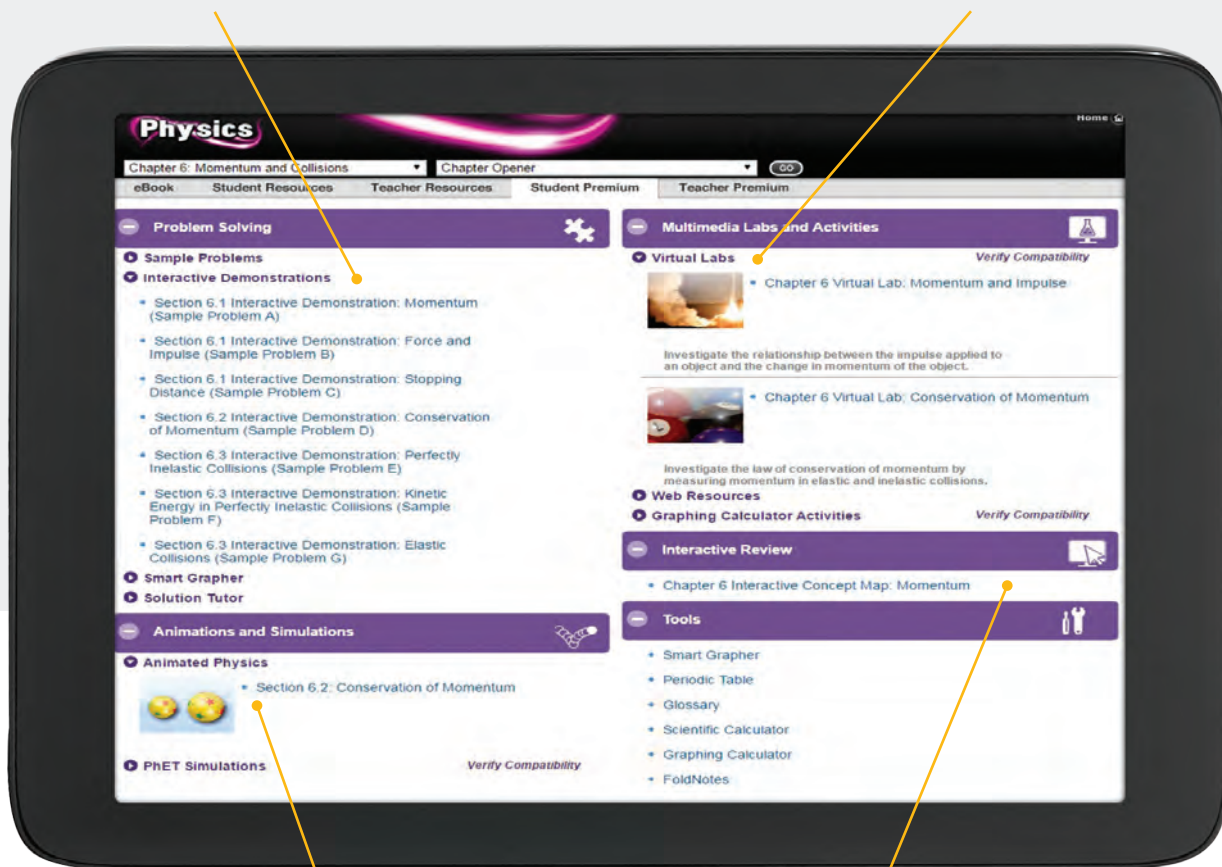 Physics
Home
Chapter 6: Momentum and Collisions
Chapter Opener
GO
eBook
Student Resources
Teacher Resources
Student Premium
Teacher Premium
Problem Solving
Sample Problems
Interactive Demonstrations
Section 6.1 Interactive Demonstration: Momentum
(Sample Problem A)
Section 6.1 Interactive Demonstration: Force and
Impulse (Sample Problem B)
Section 6.1 Interactive Demonstration: Stopping
Distance (Sample Problem C)
Section 6.2 Interactive Demonstration: Conservation
of Momentum (Sample Problem D)
Section 6.3 Interactive Demonstration: Perfectly
Inelastic Collisions (Sample Problem E)
Section 6.3 Interactive Demonstration: Kinetic
Energy in Perfectly Inelastic Collisions (Sample
Problem F)
Section 6.3 Interactive Demonstration: Elastic
Collisions (Sample Problem G)
Smart Grapher
Solution Tutor
Animations and Simulations
Animated Physics
Section 6.2: Conservation of Momentum
PhET Simulations
Verify Compatibility
Multimedia Labs and Activities
Virtual Labs
Verify Compatibility
Chapter 6 Virtual Lab: Momentum and Impulse
Investigate the relationship between the impulse applied to
an object and the change in momentum of the object.
Chapter 6 Virtual Lab: Conservation of Momentum
Investigate the law of conservation of momentum by
measuring momentum in elastic and inelastic collisions.
Web Resources
Graphing Calculator Activities
Verify Compatibility
Interactive Review
Chapter 6 Interactive Concept Map: Momentum
Tools
Smart Grapher
Periodic Table
Glossary
Scientific Calculator
Graphing Calculator
FoldNotes